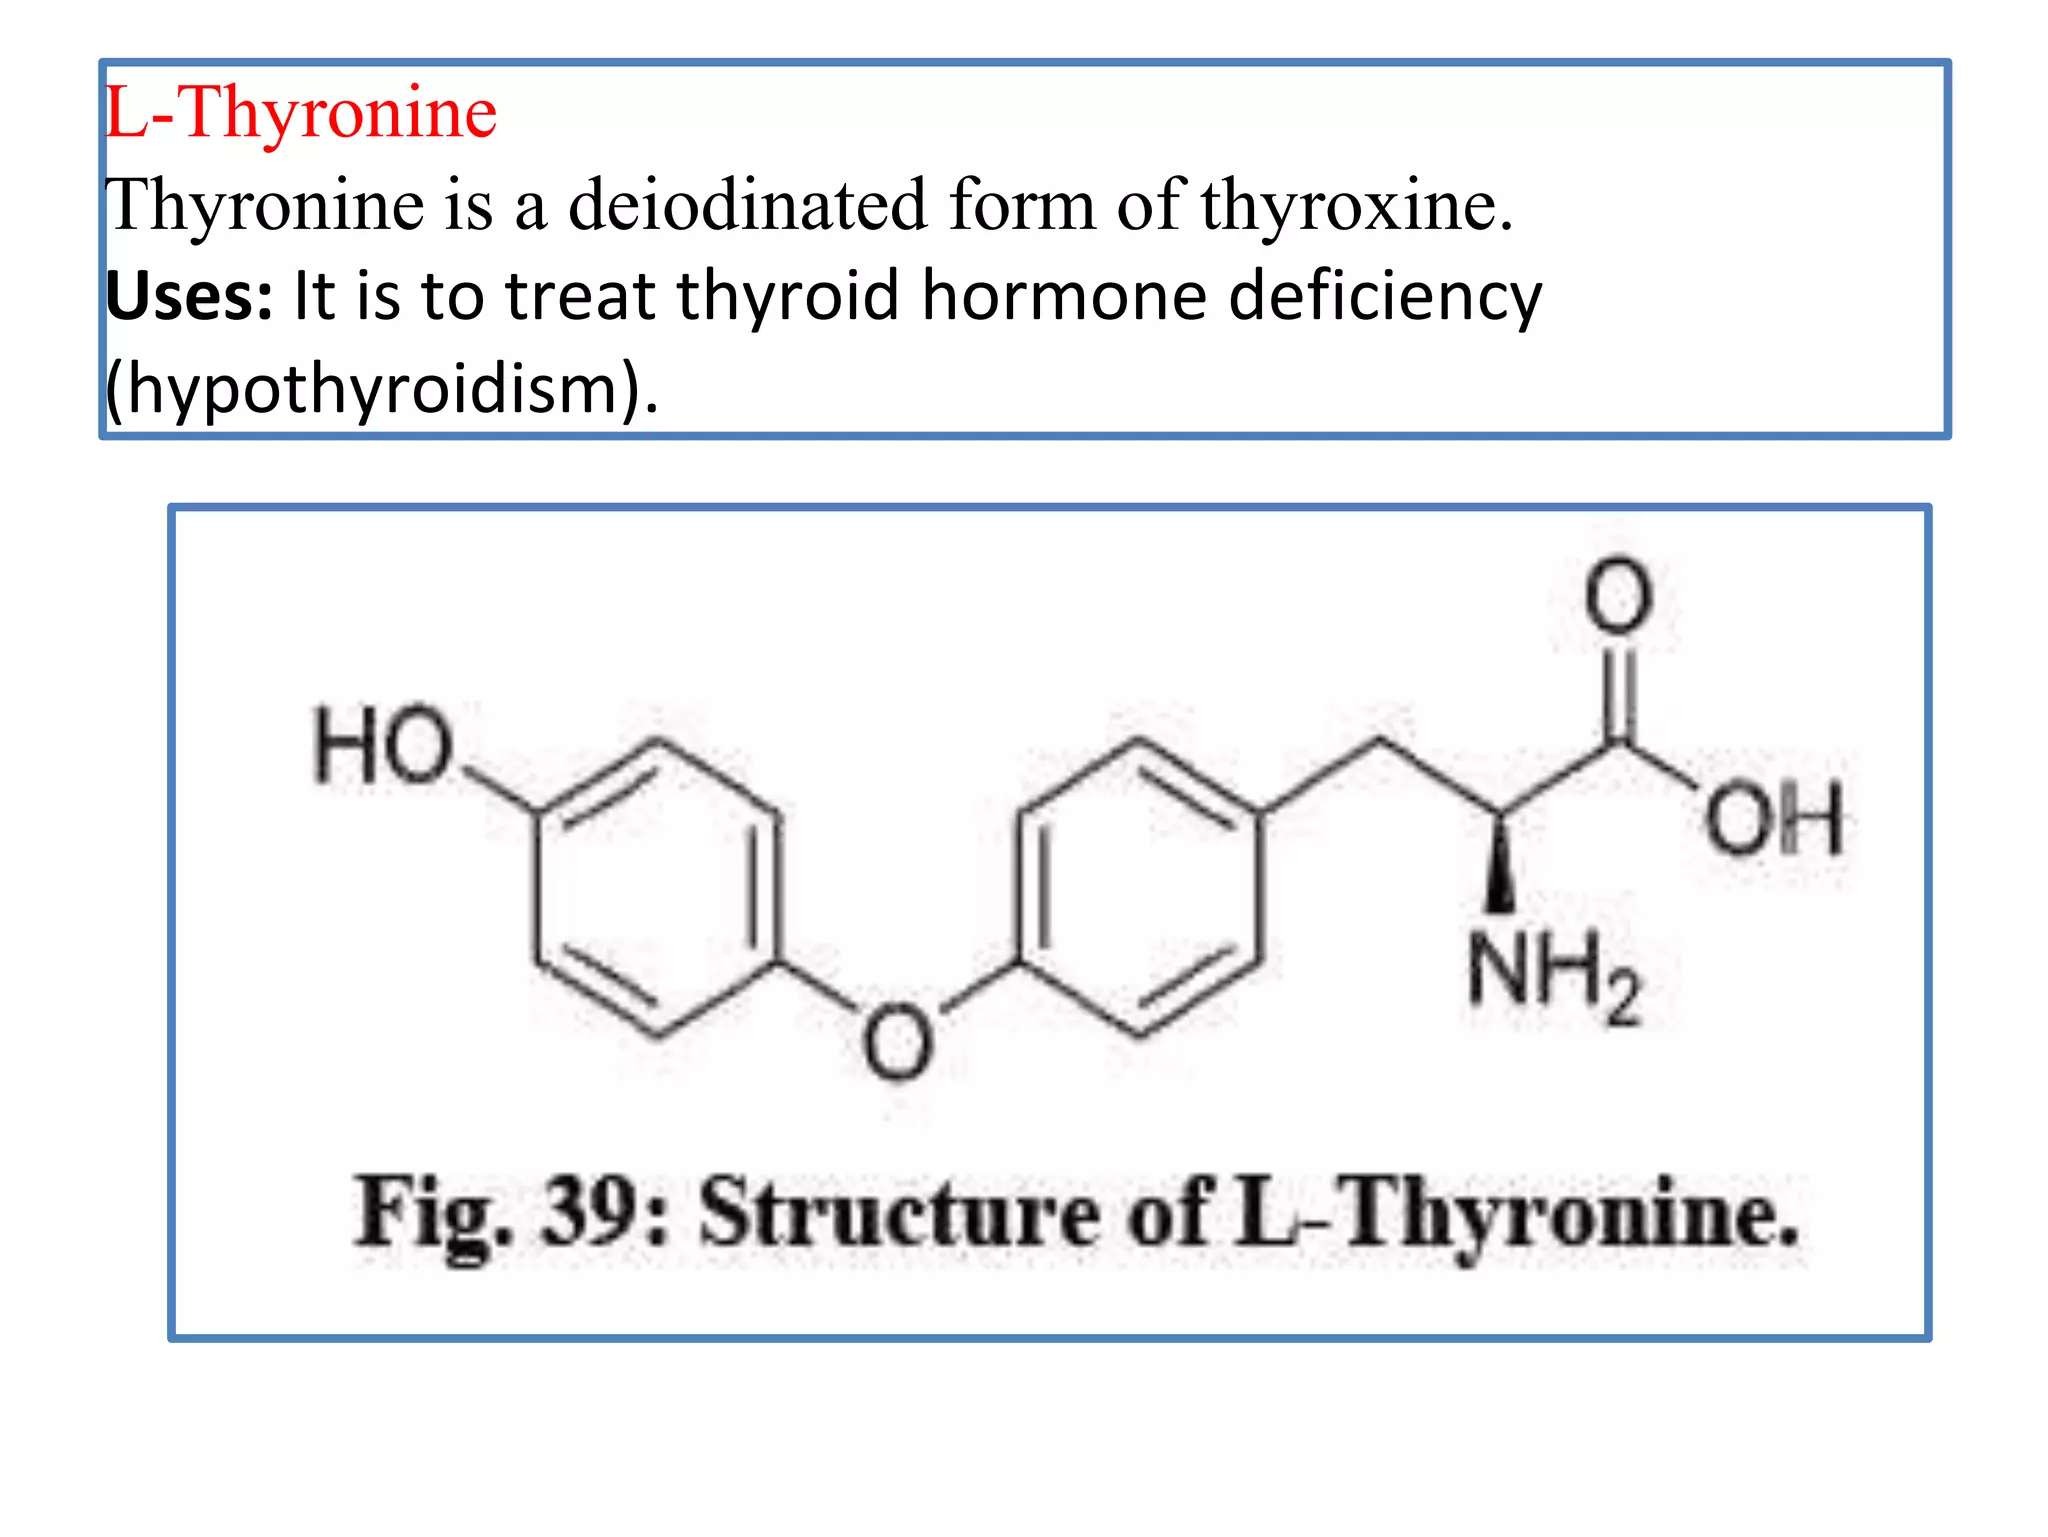 L-Thyronine
Thyronine is a deiodinated form of thyroxine.
Uses: It is to treat thyroid hormone deficiency
(hypothyroidism).
O
HO
OH
NH2
O
Fig. 39: Structure of L-Thyronine.